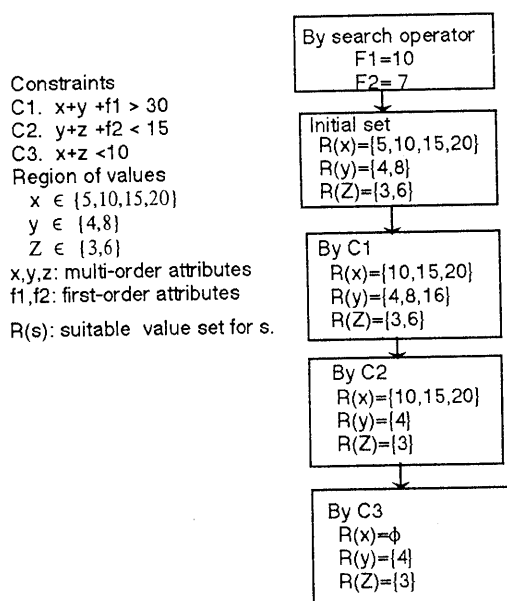 Constraints
C1. x+y +f1 > 30
C2. y+z +f2 < 15
C3. x+z <10
Region of values
x ∈ {5,10,15,20}
y ∈ {4,8}
Z ∈ {3,6}
x,y,z: multi-order attributes
f1,f2: first-order attributes
R(s): suitable value set for s.
By search operator
F1=10
F2= 7
Initial set
R(x)={5,10,15,20}
R(y)={4,8}
R(Z)={3,6}
By C1
R(x)={10,15,20}
R(y)={4,8,16}
R(Z)={3,6}
By C2
R(x)={10,15,20}
R(y)={4}
R(Z)={3}
By C3
R(x)=ϕ
R(y)={4}
R(Z)={3}